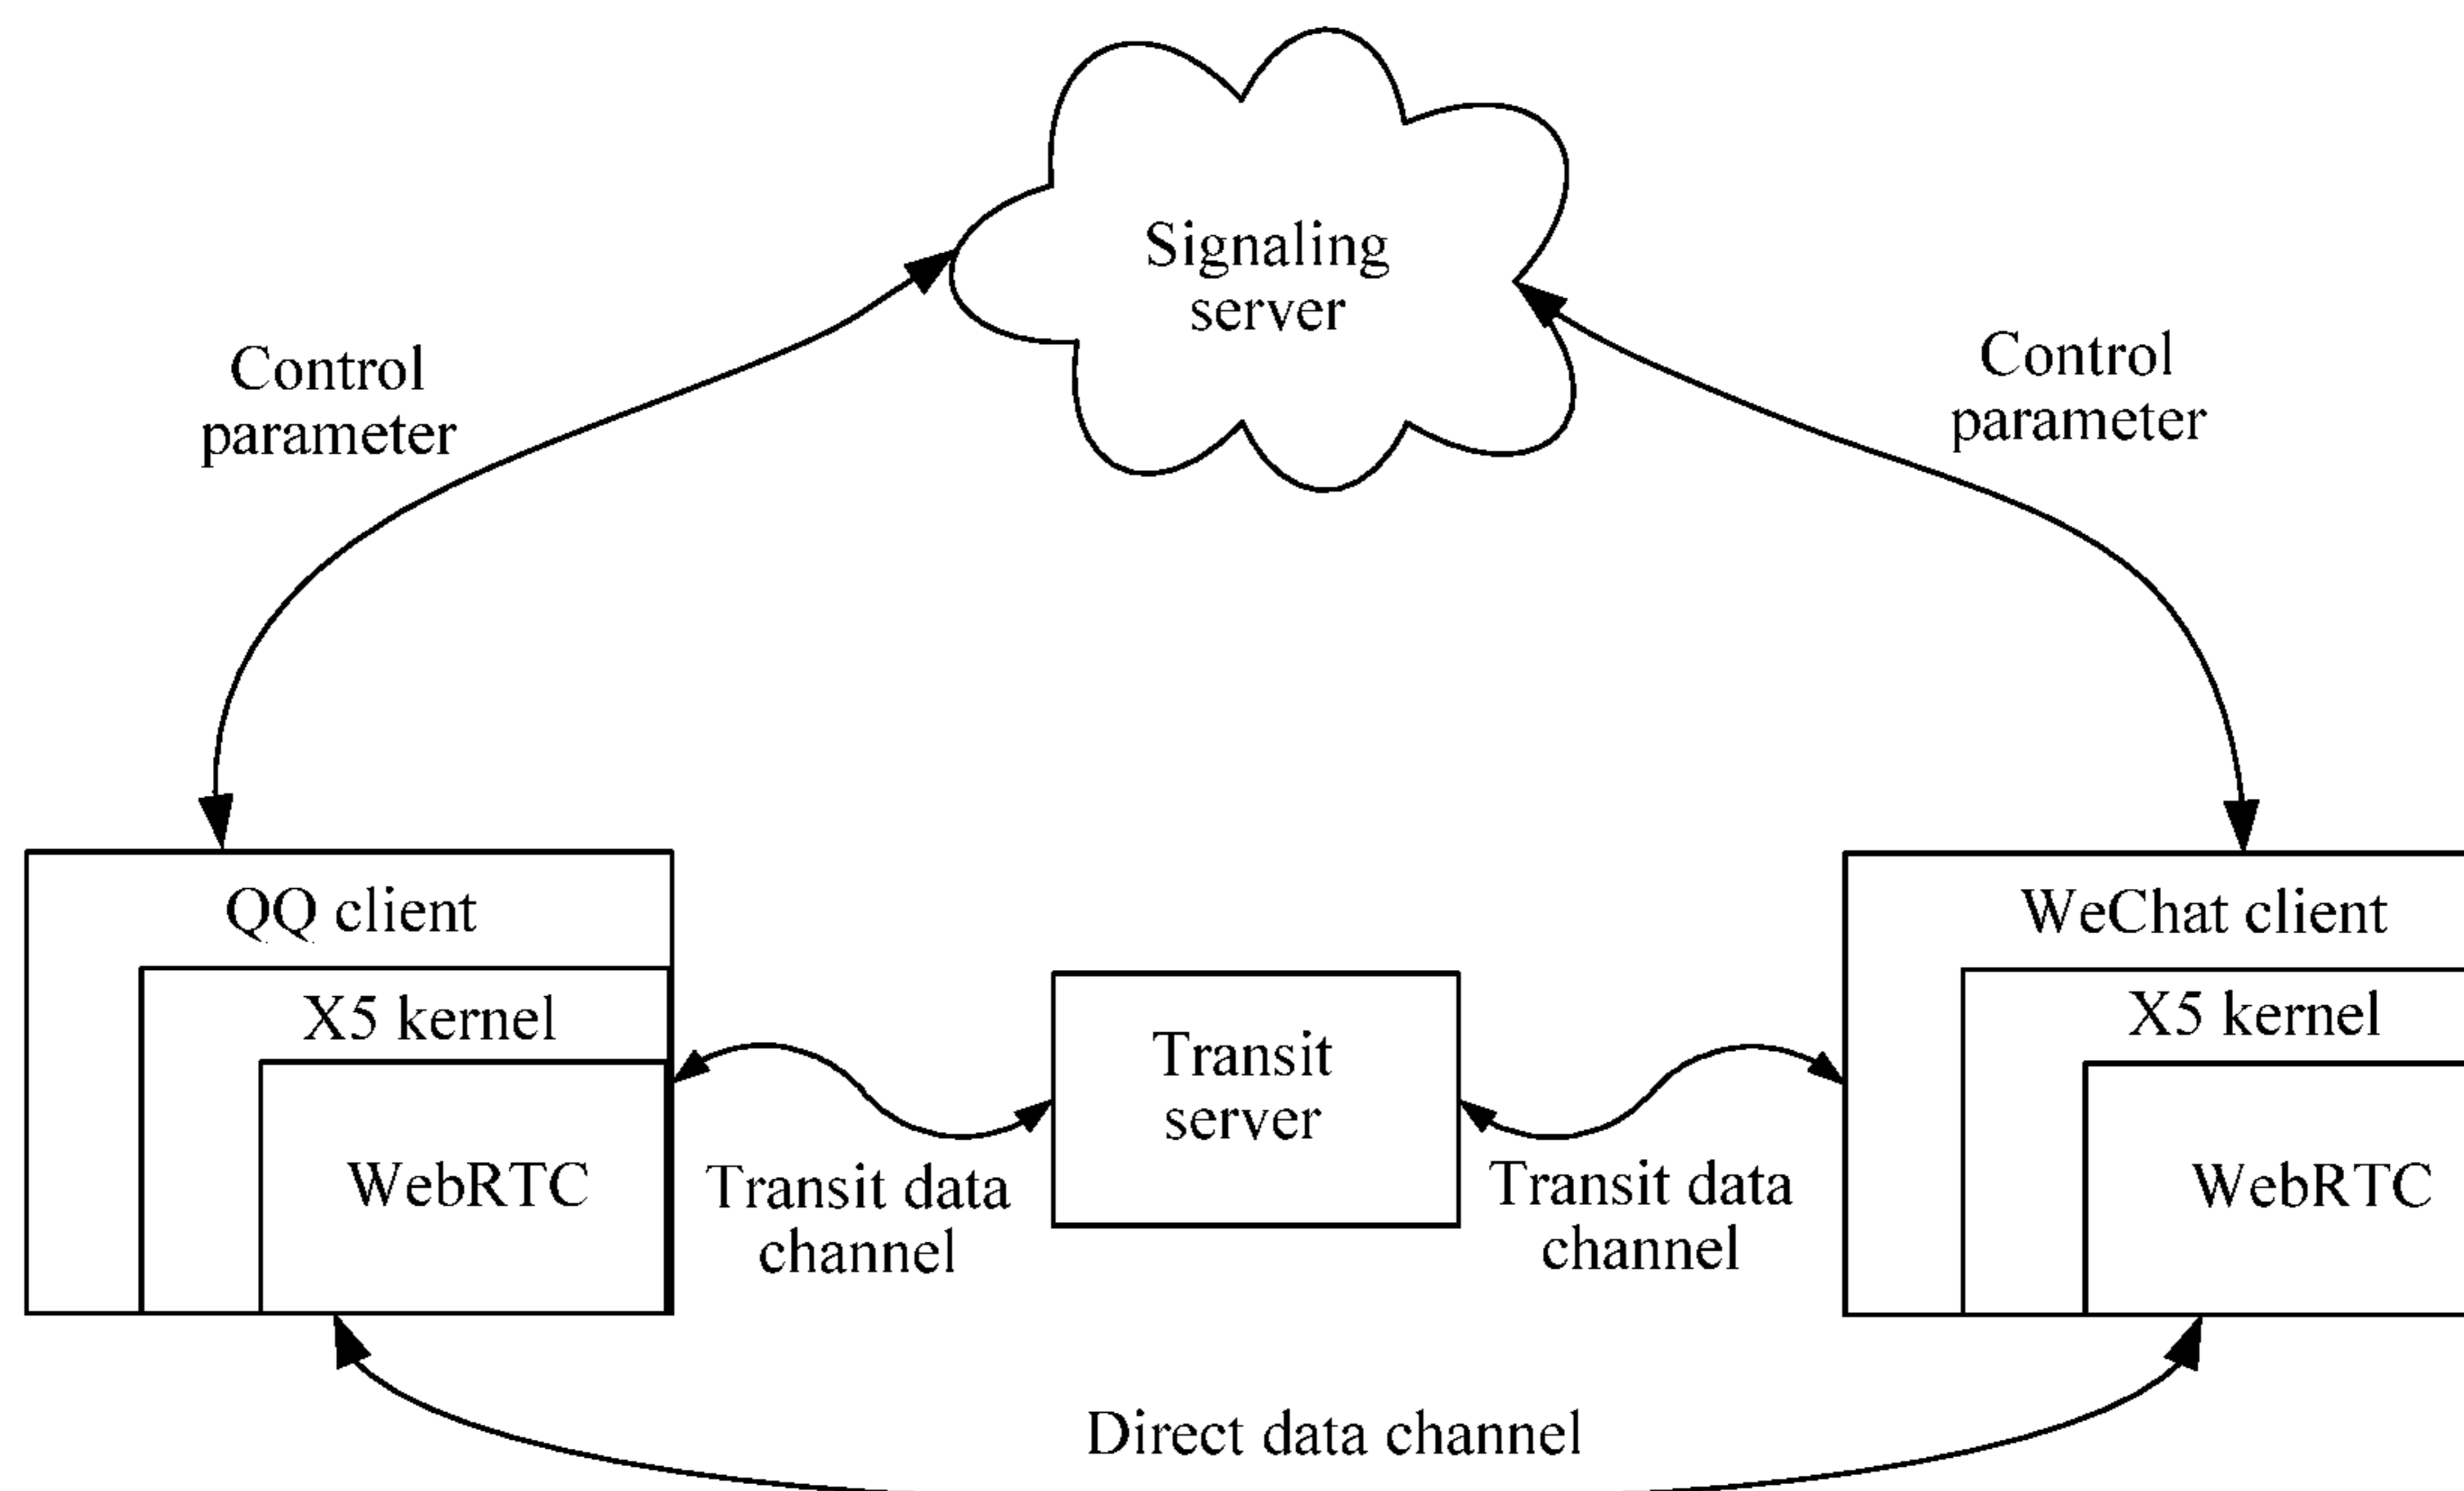 Signaling
server
Control
parameter
Control
parameter
QQ client
X5 kernel
WebRTC
Transit data
channel
Transit
server
Transit data
channel
WeChat client
X5 kernel
WebRTC
Direct data channel